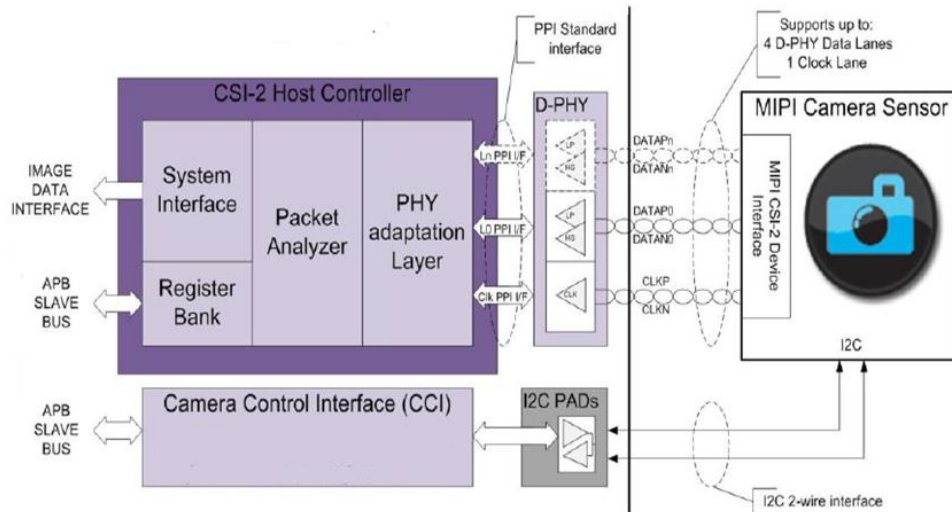 PPI Standard
interface
Supports up to:
4 D-PHY Data Lanes
1 Clock Lane
CSI-2 Host Controller
D-PHY
MIPI Camera Sensor
IMAGE
DATA
INTERFACE
System
Interface
Packet
Analyzer
PHY
adaptation
Layer
Ln PPI I/F
LP
HS
DATAPn
DATANn
MIPI CSI-2 Device
Interface
L0 PPI I/F
LP
HS
DATAP0
DATAN0
APB
SLAVE
BUS
Register
Bank
Clk PPI I/F
CLK
CLKP
CLKN
I2C
APB
SLAVE
BUS
Camera Control Interface (CCI)
I2C PADs
I2C 2-wire interface